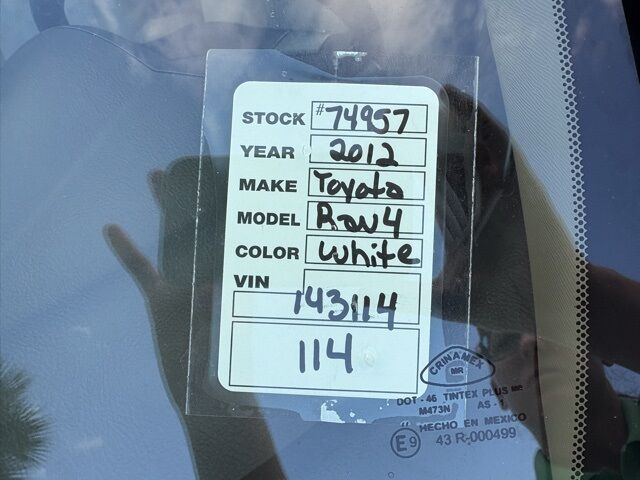 STOCK #74957
YEAR 2012
MAKE Toyota
MODEL Rav4
COLOR White
VIN
143114
114
CRINAMEX
MR
DOT - 46 TINTEX PLUS MR
M473N AS - 1
HECHO EN MEXICO
E9 43 R-000499